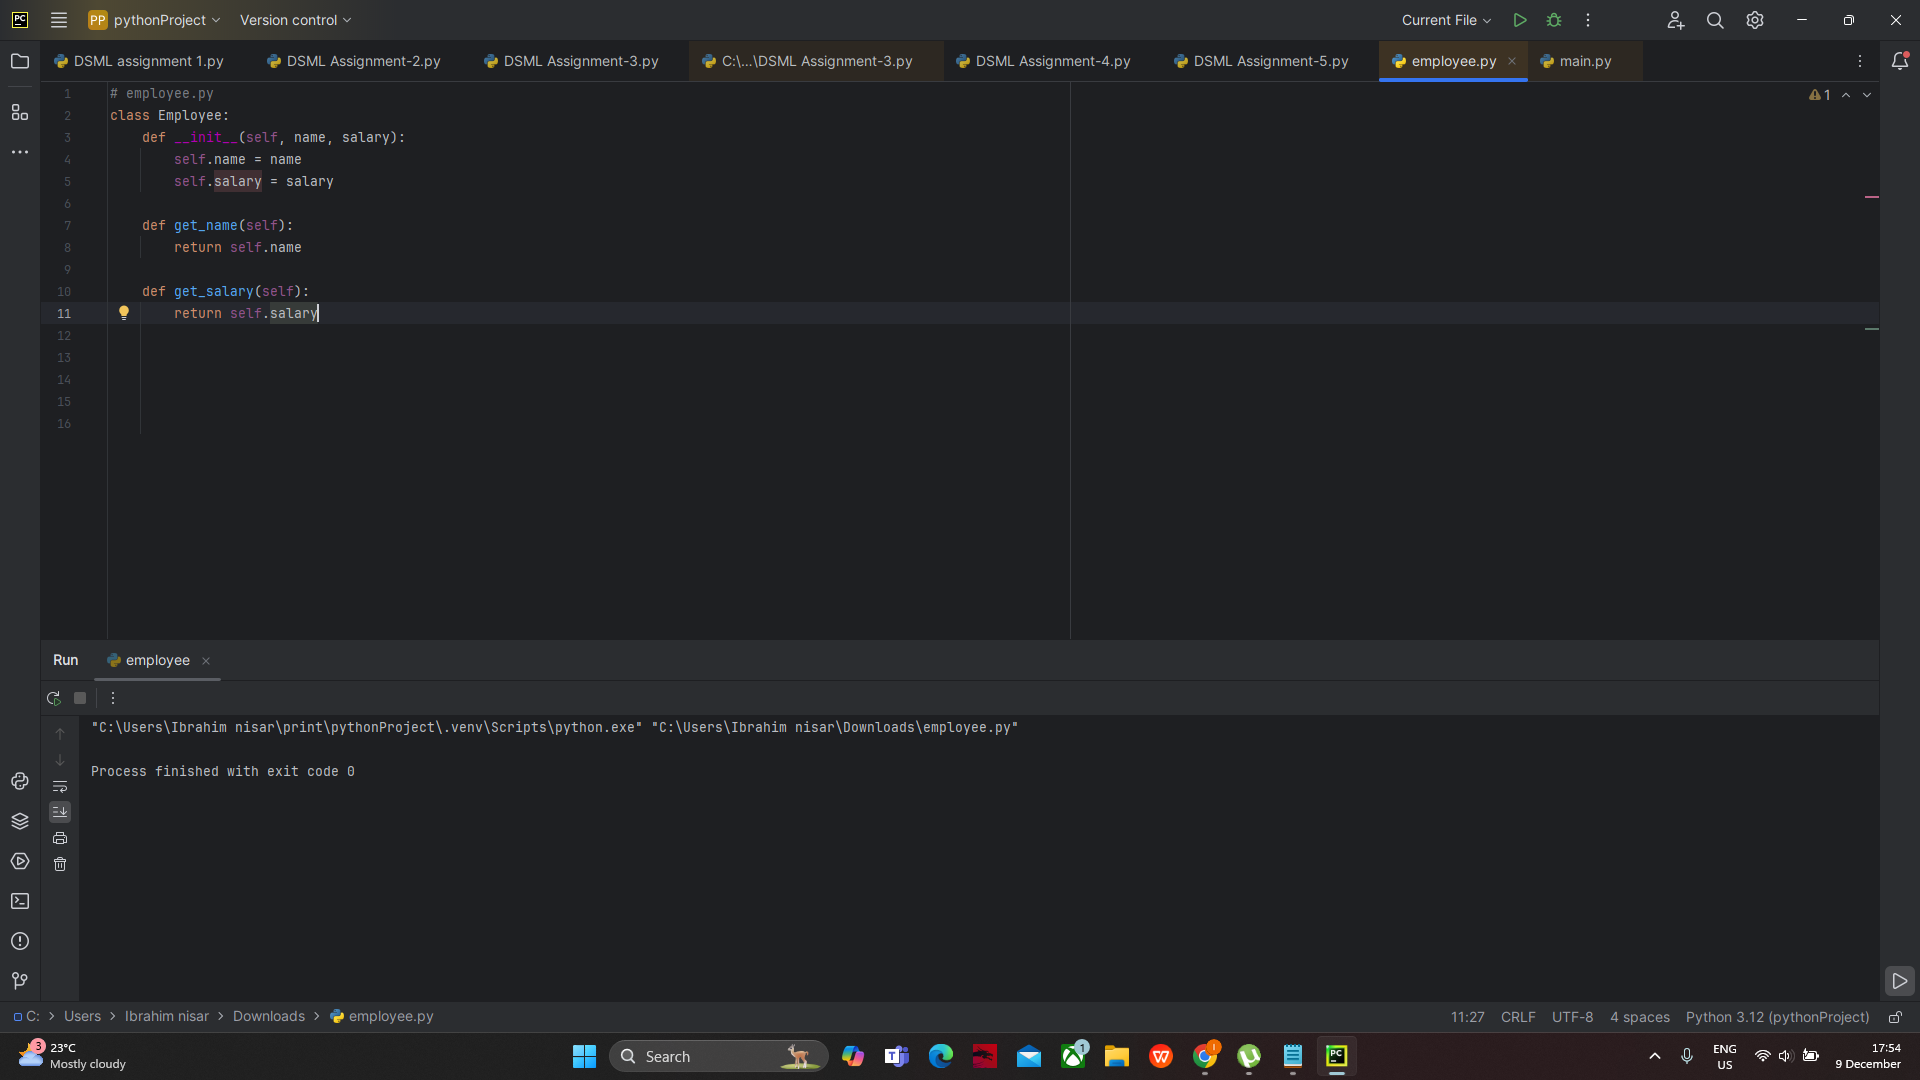 PC PP pythonProject Version control Current File
DSML assignment 1.py DSML Assignment-2.py DSML Assignment-3.py C:\...\DSML Assignment-3.py DSML Assignment-4.py DSML Assignment-5.py employee.py main.py
1 # employee.py 1
2 class Employee:
3 def __init__(self, name, salary):
4 self.name = name
5 self.salary = salary
6
7 def get_name(self):
8 return self.name
9
10 def get_salary(self):
11 return self.salary
12
13
14
15
16
Run employee
"C:\Users\Ibrahim nisar\print\pythonProject\.venv\Scripts\python.exe" "C:\Users\Ibrahim nisar\Downloads\employee.py"
Process finished with exit code 0
C: > Users > Ibrahim nisar > Downloads > employee.py 11:27 CRLF UTF-8 4 spaces Python 3.12 (pythonProject)
3 23°C
Mostly cloudy
Search
1
W
PC
ENG
US
17:54
9 December